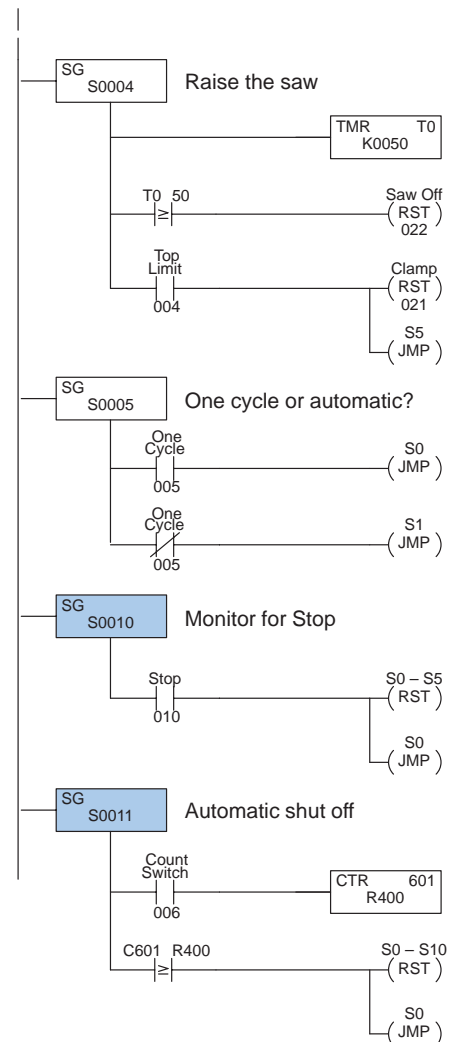 SG
S0004 Raise the saw
TMR T0
K0050
T0 50
≥
Saw Off
RST
022
Top
Limit
004
Clamp
RST
021
S5
JMP
SG
S0005 One cycle or automatic?
One
Cycle
005
S0
JMP
One
Cycle
005
S1
JMP
SG
S0010 Monitor for Stop
Stop
010
S0 – S5
RST
S0
JMP
SG
S0011 Automatic shut off
Count
Switch
006
CTR 601
R400
C601 R400
≥
S0 – S10
RST
S0
JMP